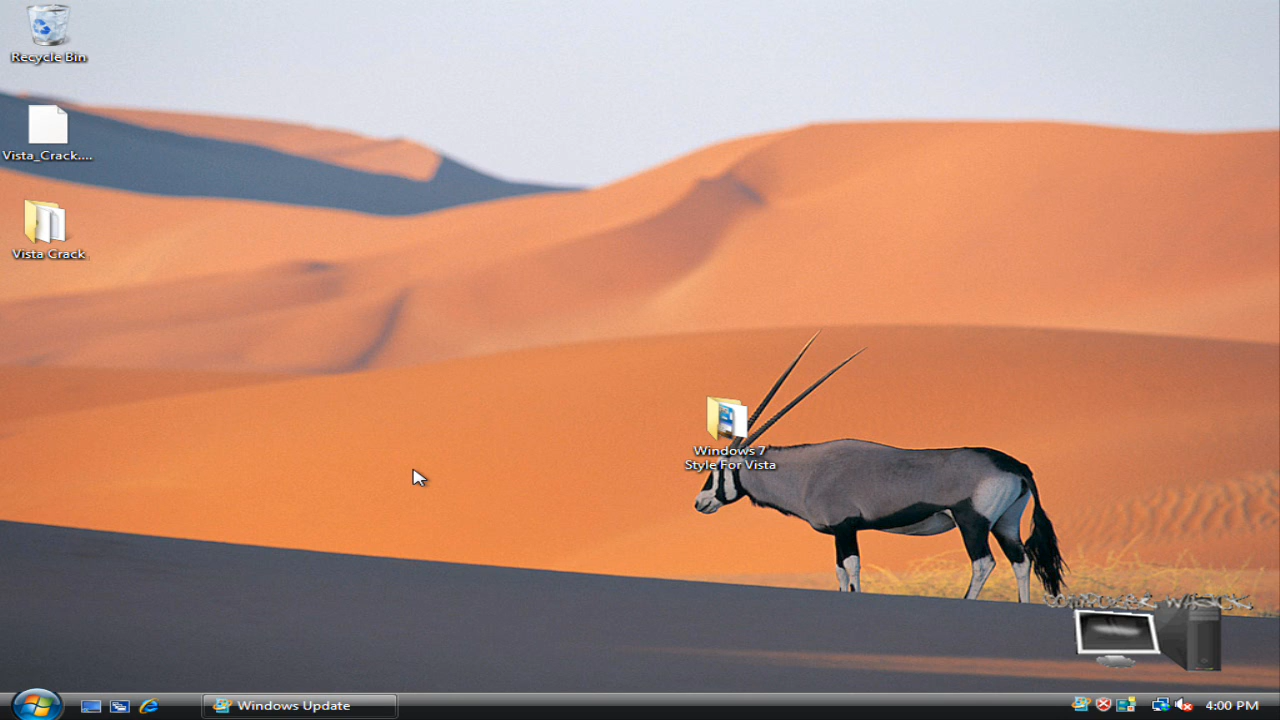 Recycle Bin
Vista_Crack....
Vista Crack
Windows 7
Style For Vista
Windows Update
4:00 PM